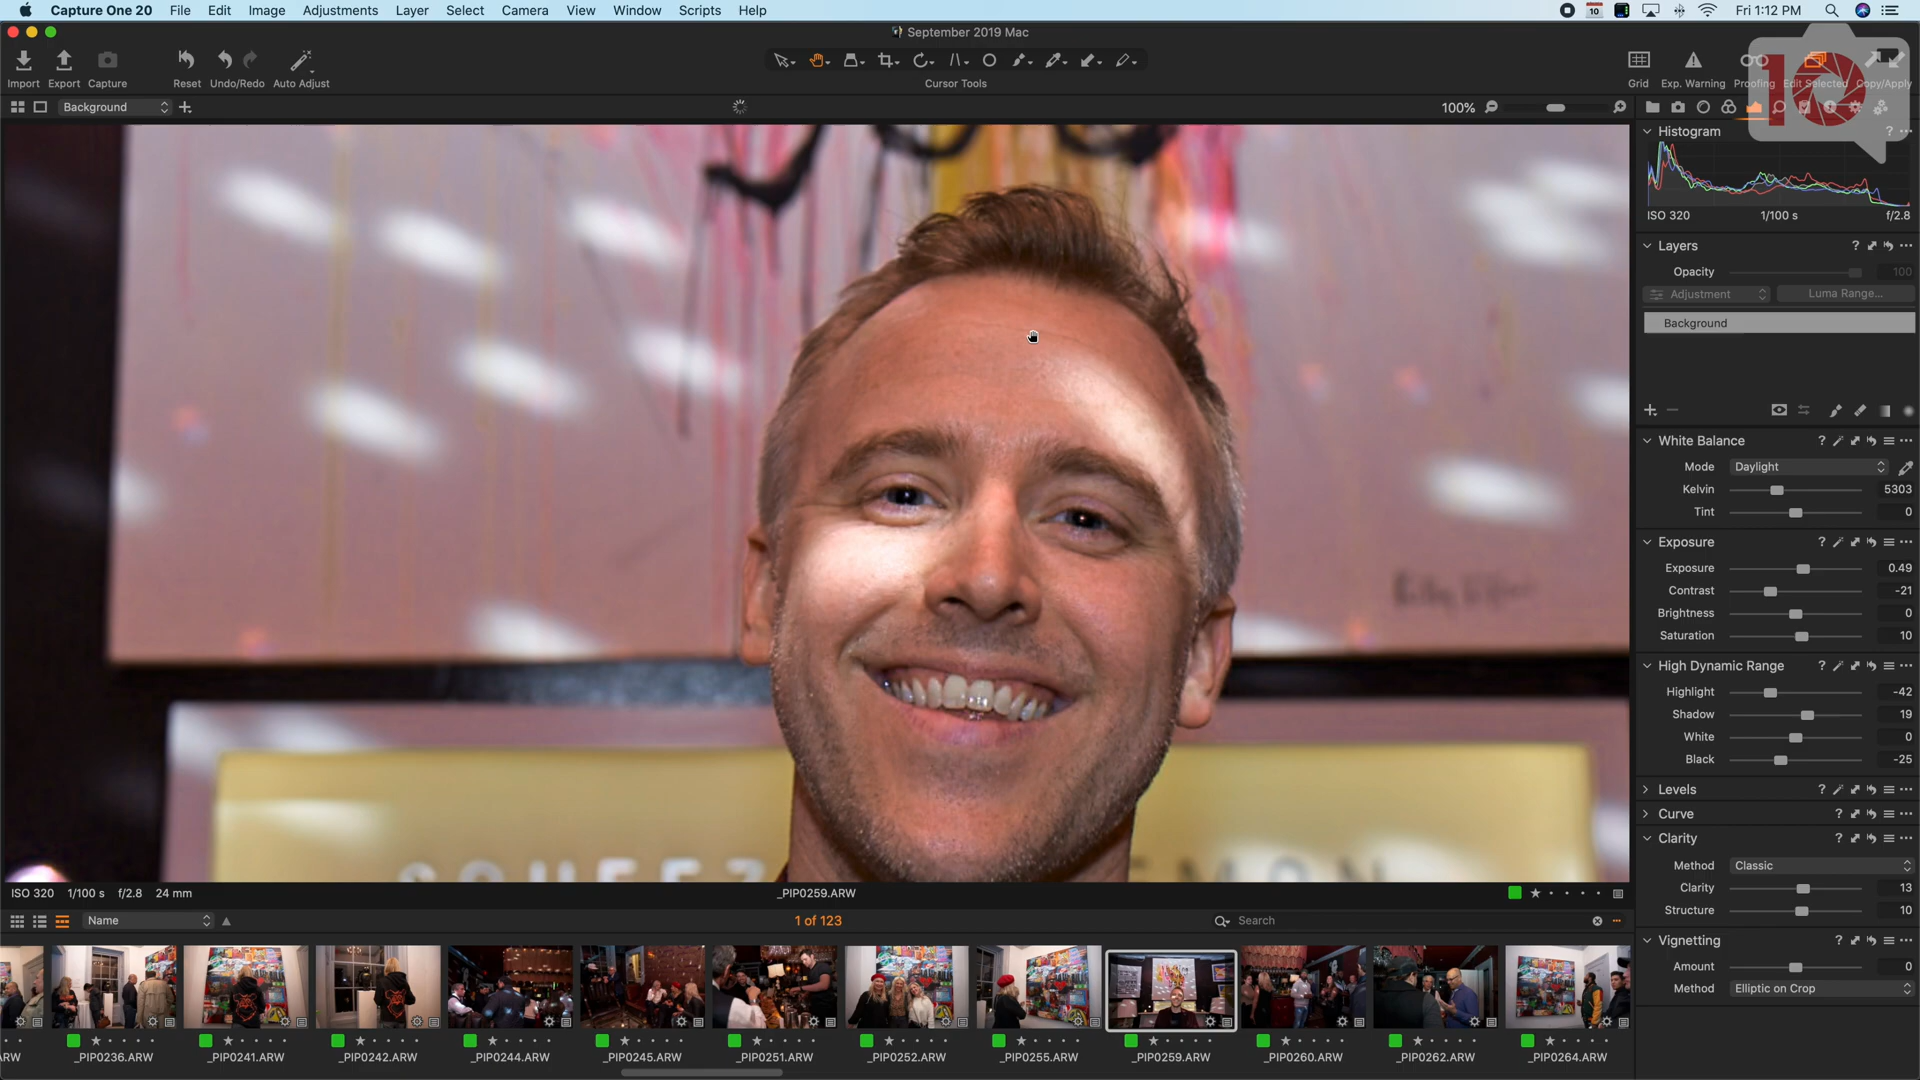 Capture One 20 File Edit Image Adjustments Layer Select Camera View Window Scripts Help
10 Fri 1:12 PM
September 2019 Mac
Import Export Capture Reset Undo/Redo Auto Adjust Cursor Tools Grid Exp. Warning Proofing Edit Selected Copy/Apply
10
Background 100%
Histogram ?
ISO 320 1/100 s f/2.8
Layers ?
Opacity 100
Adjustment Luma Range...
Background
White Balance ?
Mode Daylight
Kelvin 5303
Tint 0
Exposure ?
Exposure 0.49
Contrast -21
Brightness 0
Saturation 10
High Dynamic Range ?
Highlight -42
Shadow 19
White 0
Black -25
Levels ?
Curve ?
Clarity ?
Method Classic
Clarity 13
Structure 10
Vignetting ?
Amount 0
Method Elliptic on Crop
ISO 320 1/100 s f/2.8 24 mm _PIP0259.ARW
Name 1 of 123 Search
RW _PIP0236.ARW _PIP0241.ARW _PIP0242.ARW _PIP0244.ARW _PIP0245.ARW _PIP0251.ARW _PIP0252.ARW _PIP0255.ARW _PIP0259.ARW _PIP0260.ARW _PIP0262.ARW _PIP0264.ARW